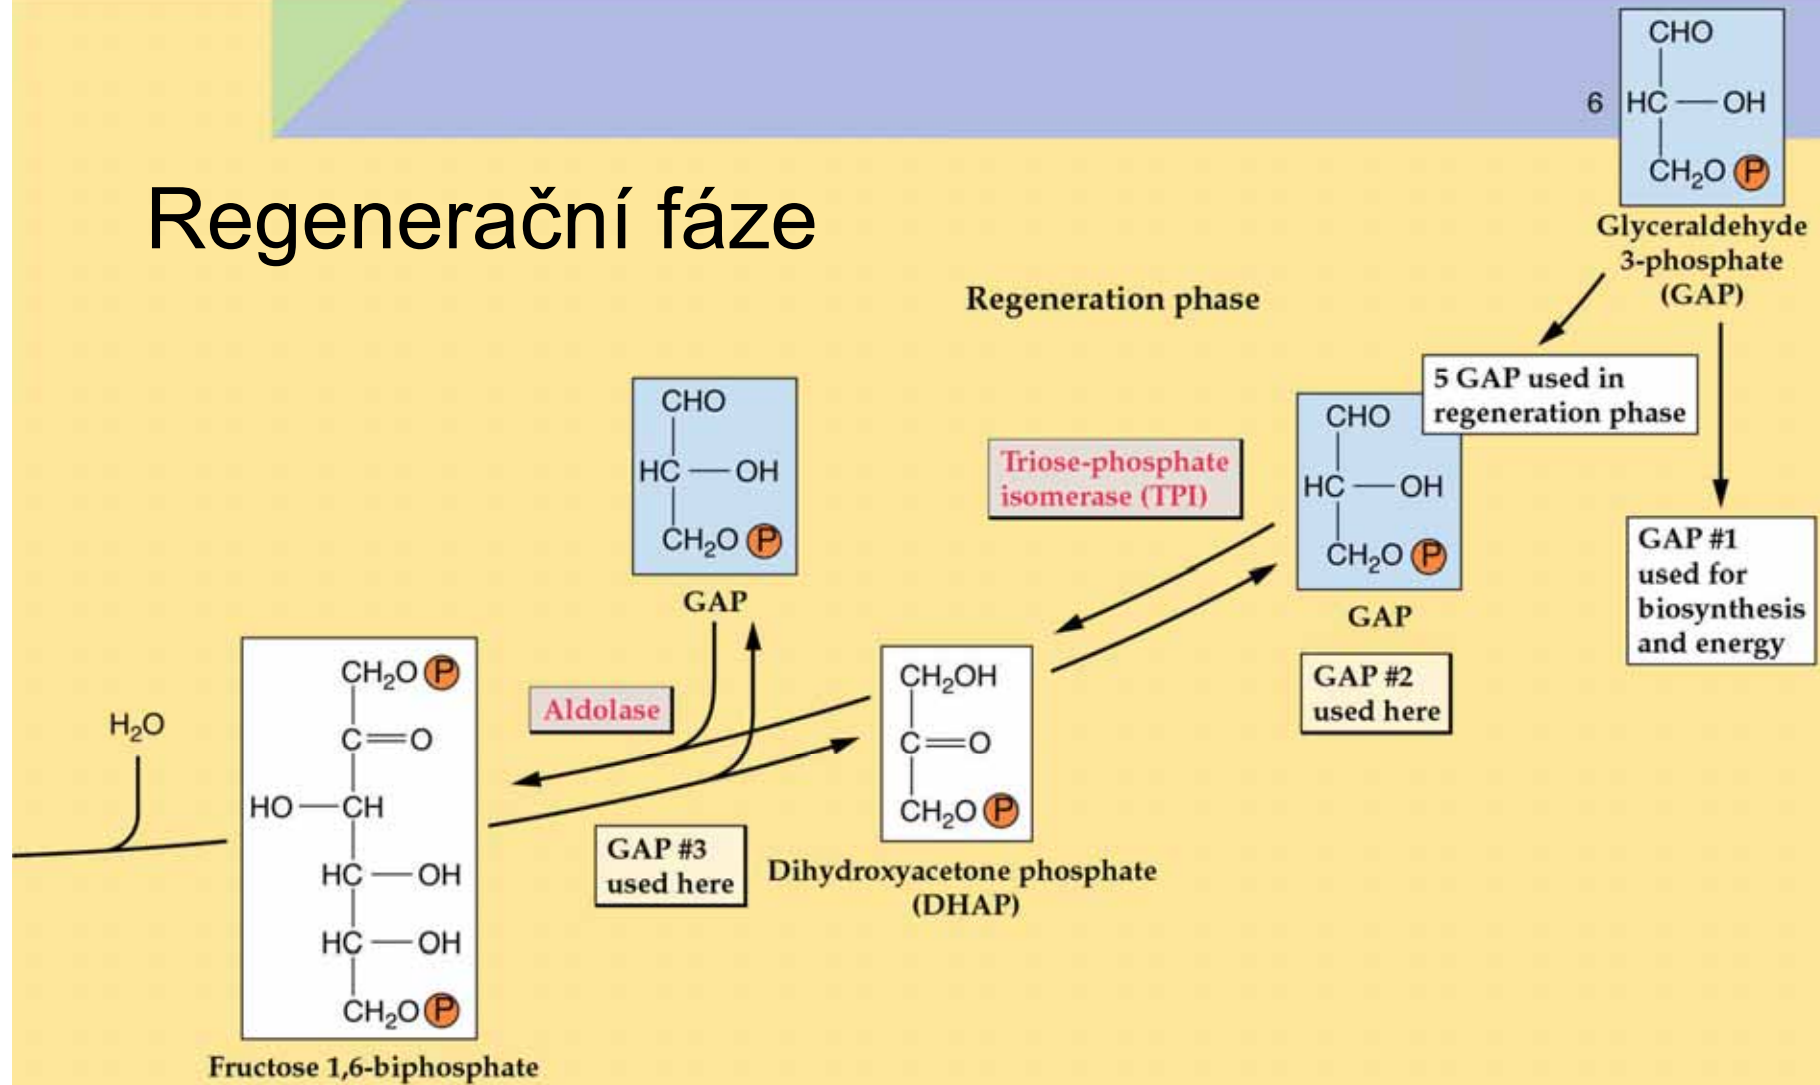 Regenerační fáze
Regeneration phase
CHO
6 HC OH
CH₂O P
Glyceraldehyde
3-phosphate
(GAP)
5 GAP used in
regeneration phase
GAP #1
used for
biosynthesis
and energy
CHO
HC OH
CH₂O P
GAP
GAP #2
used here
Triose-phosphate
isomerase (TPI)
CHO
HC OH
CH₂O P
GAP
Aldolase
GAP #3
used here
CH₂OH
C O
CH₂O P
Dihydroxyacetone phosphate
(DHAP)
H₂O
CH₂O P
C O
HO CH
HC OH
HC OH
CH₂O P
Fructose 1,6-biphosphate